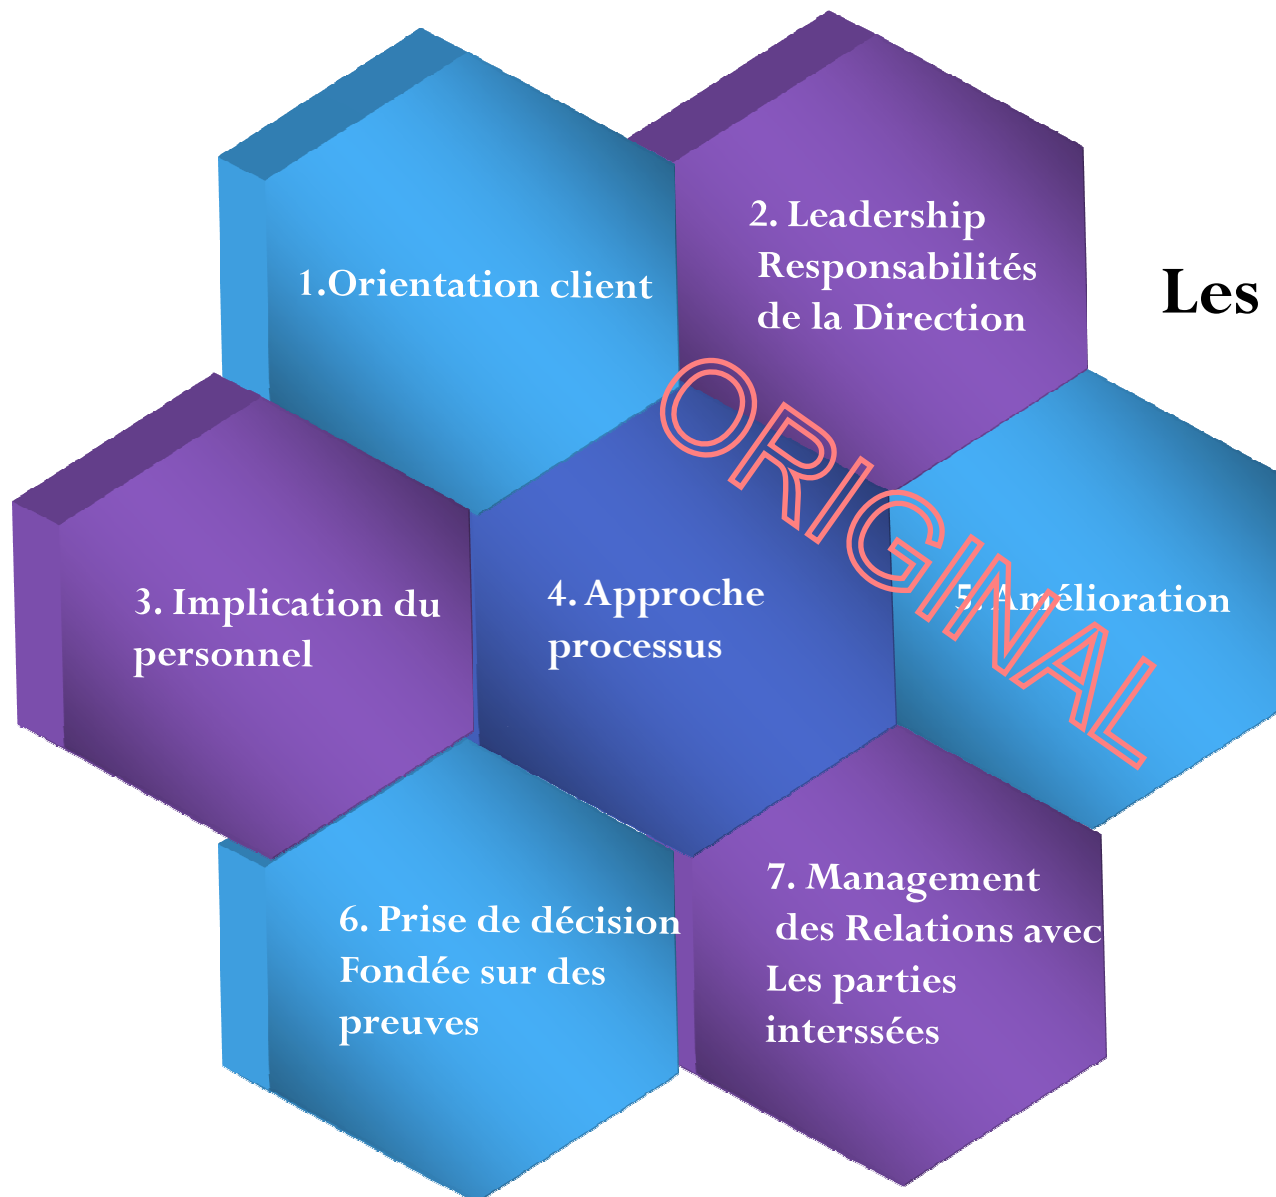 1.Orientation client
2. Leadership
Responsabilités
de la Direction
Les
3. Implication du
personnel
4. Approche
processus
5. Amélioration
ORIGINAL
6. Prise de décision
Fondée sur des
preuves
7. Management
des Relations avec
Les parties
interssées